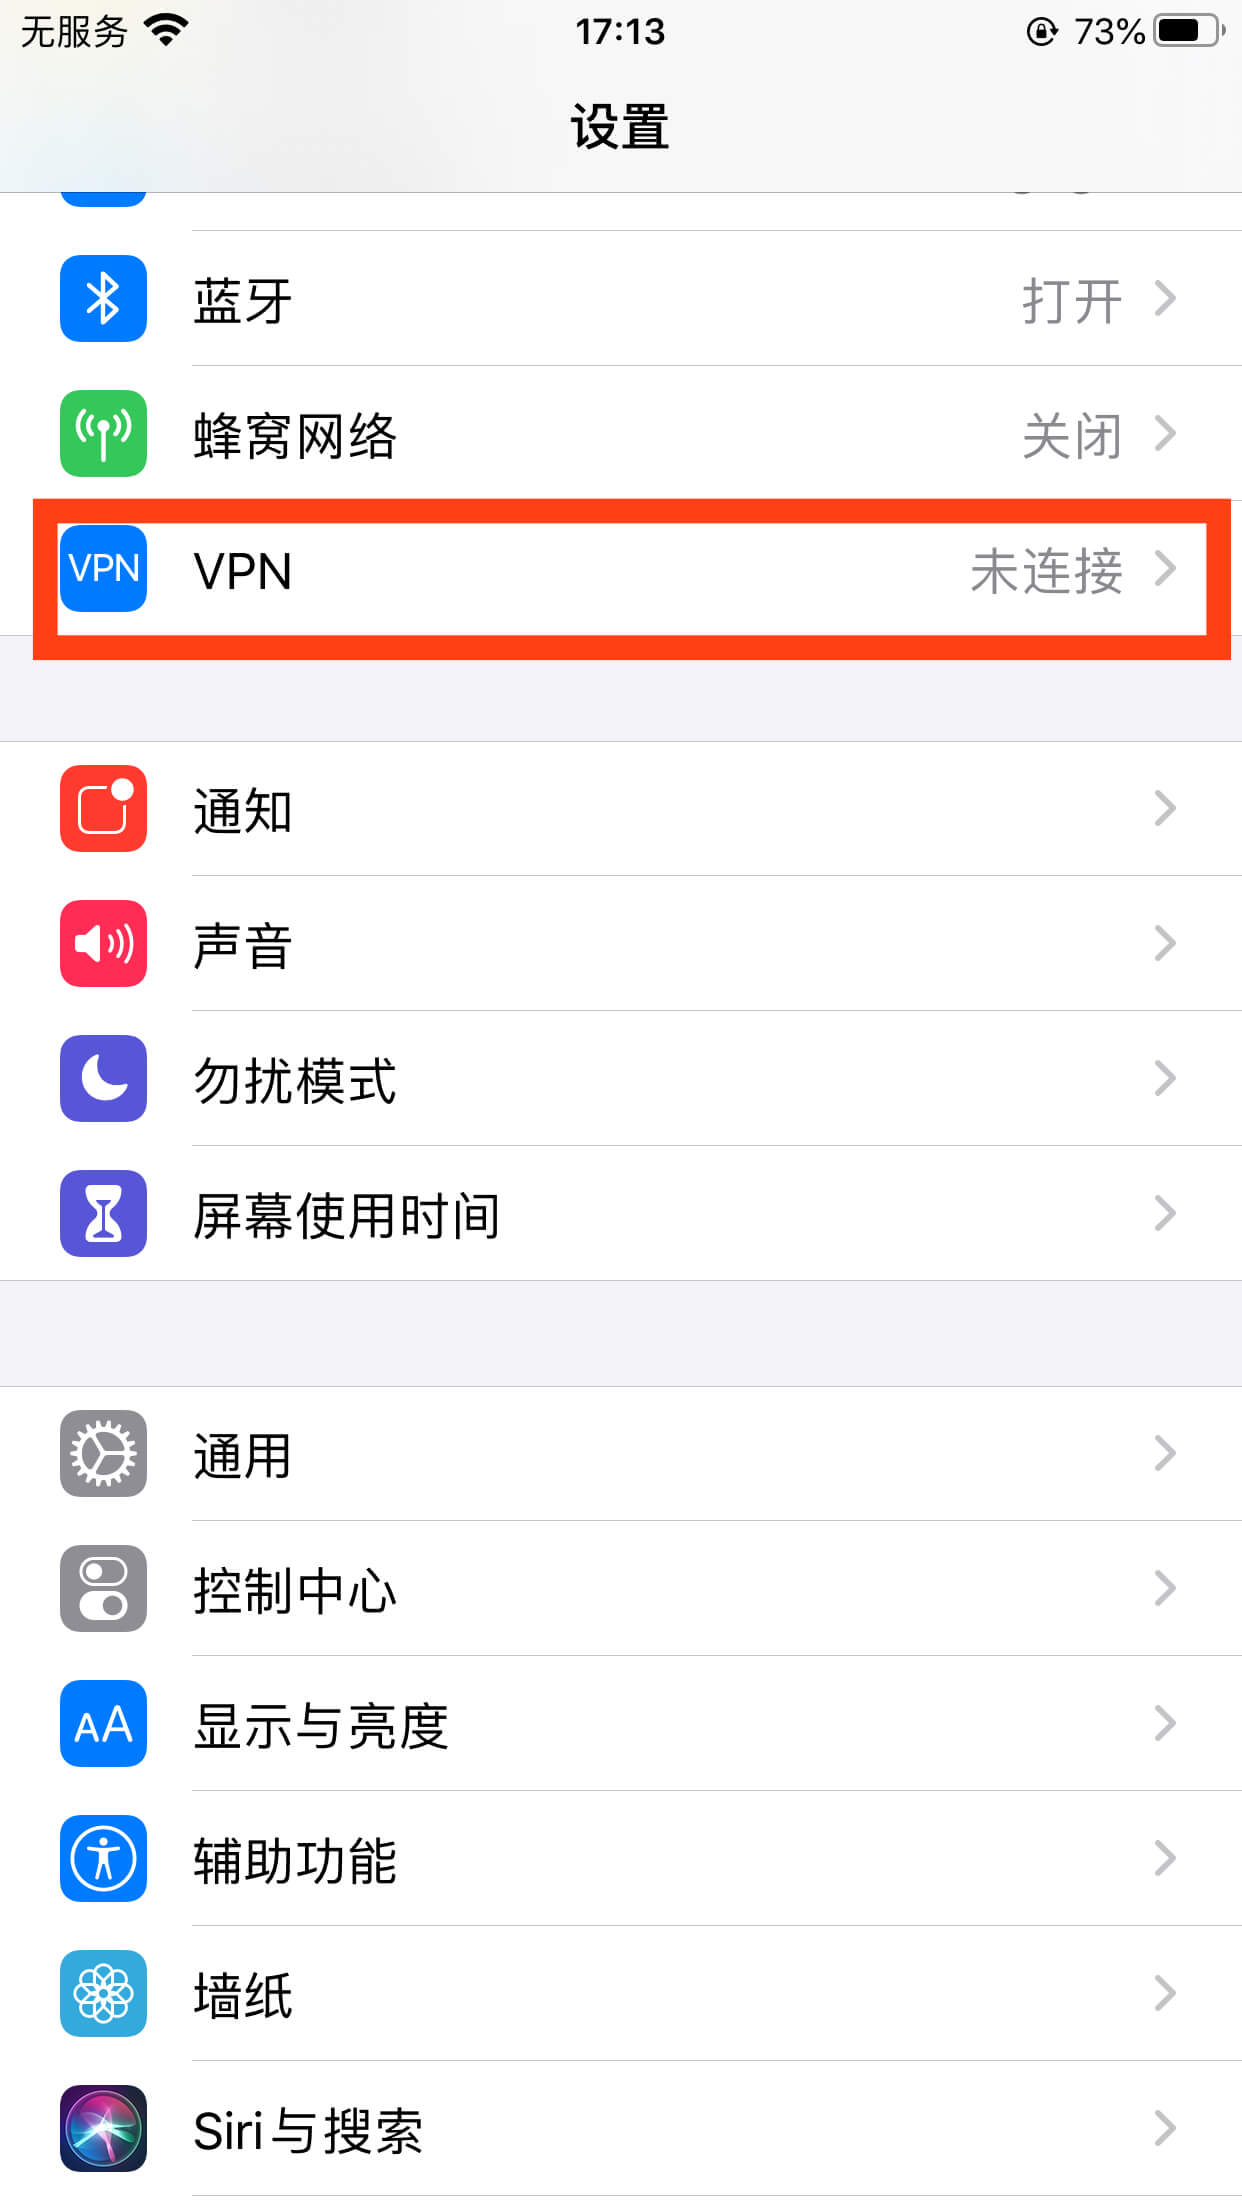 无服务 17:13 73%
设置
蓝牙 打开
蜂窝网络 关闭
VPN VPN 未连接
通知
声音
勿扰模式
屏幕使用时间
通用
控制中心
AA 显示与亮度
辅助功能
墙纸
Siri与搜索